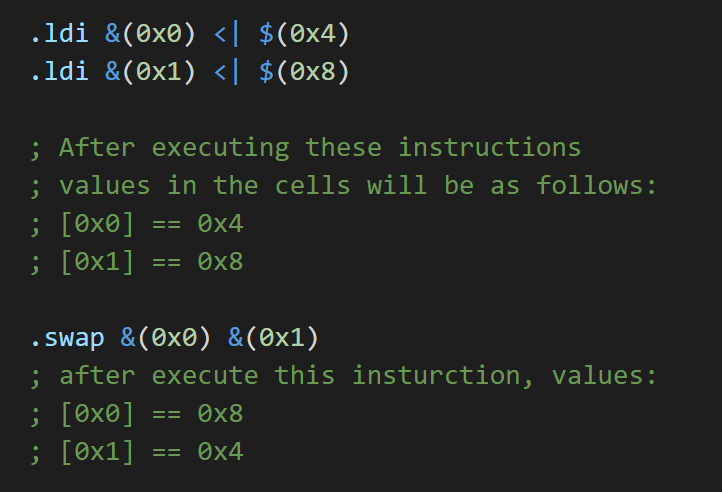 .ldi &(0x0) <| $(0x4)
.ldi &(0x1) <| $(0x8)
; After executing these instructions
; values in the cells will be as follows:
; [0x0] == 0x4
; [0x1] == 0x8
.swap &(0x0) &(0x1)
; after execute this insturction, values:
; [0x0] == 0x8
; [0x1] == 0x4